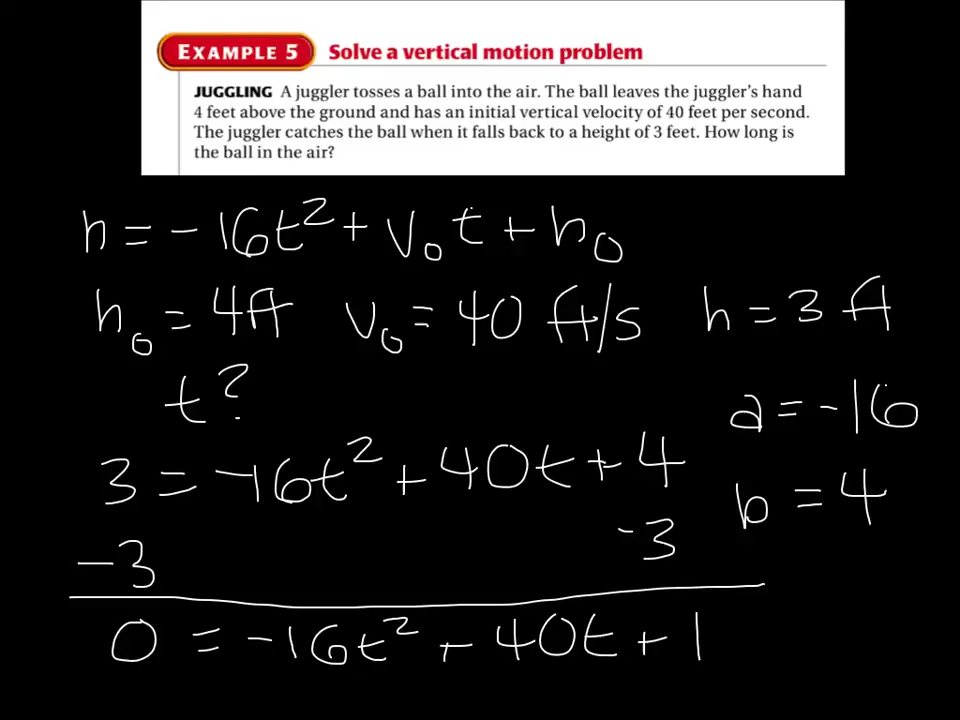 EXAMPLE 5 Solve a vertical motion problem
JUGGLING A juggler tosses a ball into the air. The ball leaves the juggler's hand
4 feet above the ground and has an initial vertical velocity of 40 feet per second.
The juggler catches the ball when it falls back to a height of 3 feet. How long is
the ball in the air?
h = -16t² + v₀t + h₀
h₀ = 4ft v₀ = 40 ft/s h = 3 ft
t?
a = -16
3 = -16t² + 40t + 4
b = 4
-3 -3
0 = -16t² + 40t + 1